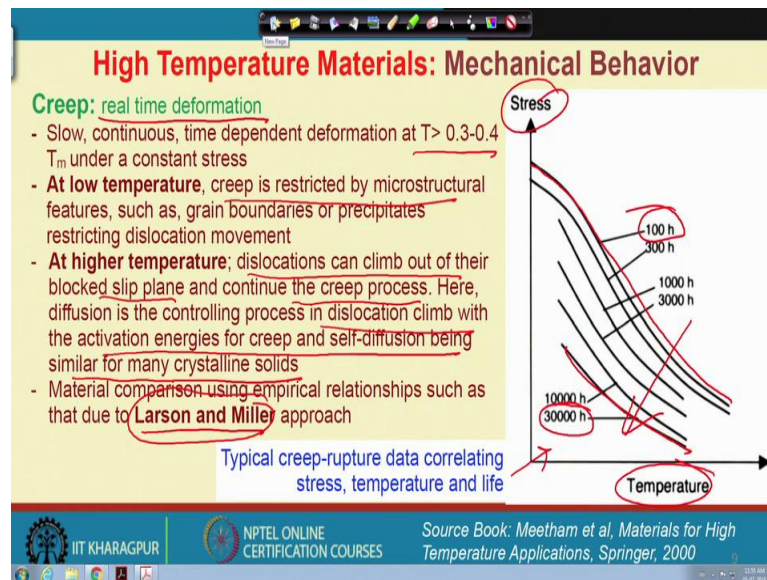 New Page
High Temperature Materials: Mechanical Behavior
Creep: real time deformation
- Slow, continuous, time dependent deformation at T> 0.3-0.4
Tm under a constant stress
- At low temperature, creep is restricted by microstructural
features, such as, grain boundaries or precipitates
restricting dislocation movement
- At higher temperature; dislocations can climb out of their
blocked slip plane and continue the creep process. Here,
diffusion is the controlling process in dislocation climb with
the activation energies for creep and self-diffusion being
similar for many crystalline solids
- Material comparison using empirical relationships such as
that due to Larson and Miller approach
Stress
100 h
300 h
1000 h
3000 h
10000 h
30000 h
Temperature
Typical creep-rupture data correlating
stress, temperature and life
IIT KHARAGPUR
NPTEL ONLINE
CERTIFICATION COURSES
Source Book: Meetham et al, Materials for High
Temperature Applications, Springer, 2000
9